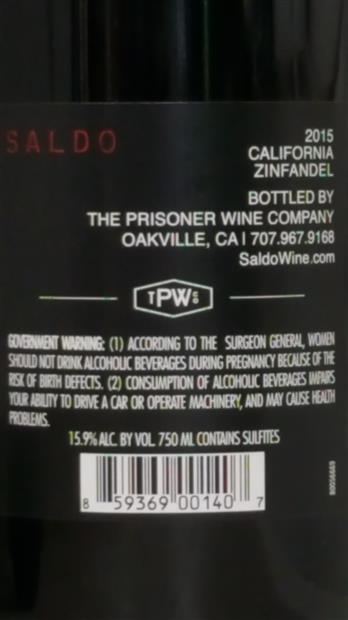 SALDO
2015
CALIFORNIA
ZINFANDEL
BOTTLED BY
THE PRISONER WINE COMPANY
OAKVILLE, CA | 707.967.9168
SaldoWine.com
TPWCo
GOVERNMENT WARNING: (1) ACCORDING TO THE SURGEON GENERAL, WOMEN
SHOULD NOT DRINK ALCOHOLIC BEVERAGES DURING PREGNANCY BECAUSE OF THE
RISK OF BIRTH DEFECTS. (2) CONSUMPTION OF ALCOHOLIC BEVERAGES IMPAIRS
YOUR ABILITY TO DRIVE A CAR OR OPERATE MACHINERY, AND MAY CAUSE HEALTH
PROBLEMS.
15.9% ALC. BY VOL. 750 ML CONTAINS SULFITES
8 59369 00140 7